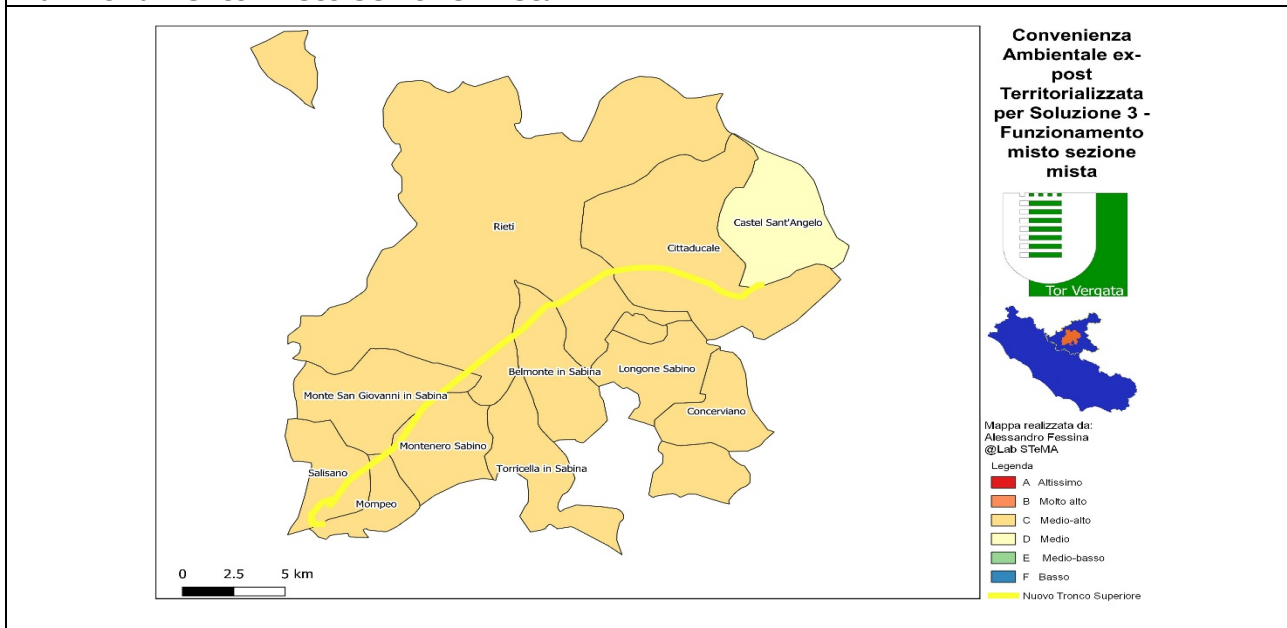 Convenienza
Ambientale ex-
post
Territorializzata
per Soluzione 3 -
Funzionamento
misto sezione
mista
Tor Vergata
Castel Sant'Angelo
Rieti
Cittaducale
Belmonte in Sabina
Longone Sabino
Monte San Giovanni in Sabina
Concerviano
Montenero Sabino
Salisano
Torricella in Sabina
Mompeo
0 2.5 5 km
Mappa realizzata da:
Alessandro Fessina
@Lab STeMA
Legenda
A Altissimo
B Molto alto
C Medio-alto
D Medio
E Medio-basso
F Basso
Nuovo Tronco Superiore